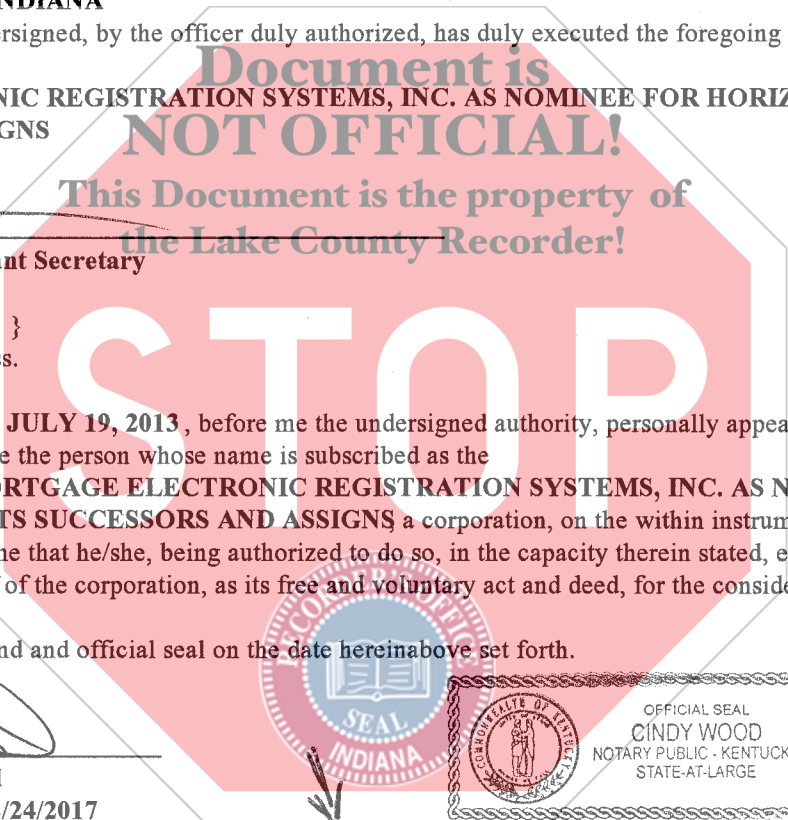 INDIANA
ersigned, by the officer duly authorized, has duly executed the foregoing
Document is
NIC REGISTRATION SYSTEMS, INC. AS NOMINEE FOR HORIZ
GNS
NOT OFFICIAL!
This Document is the property of
the Lake County Recorder!
ant Secretary
}
ss.
STOP
JULY 19, 2013, before me the undersigned authority, personally appea
e the person whose name is subscribed as the
RTGAGE ELECTRONIC REGISTRATION SYSTEMS, INC. AS N
TS SUCCESSORS AND ASSIGNS a corporation, on the within instrum
ne that he/she, being authorized to do so, in the capacity therein stated, e
of the corporation, as its free and voluntary act and deed, for the conside
nd and official seal on the date hereinabove set forth.
RECORDER'S OFFICE
SEAL
INDIANA
COMMONWEALTH OF KENTUCKY
OFFICIAL SEAL
CINDY WOOD
NOTARY PUBLIC - KENTUCK
STATE-AT-LARGE
/24/2017